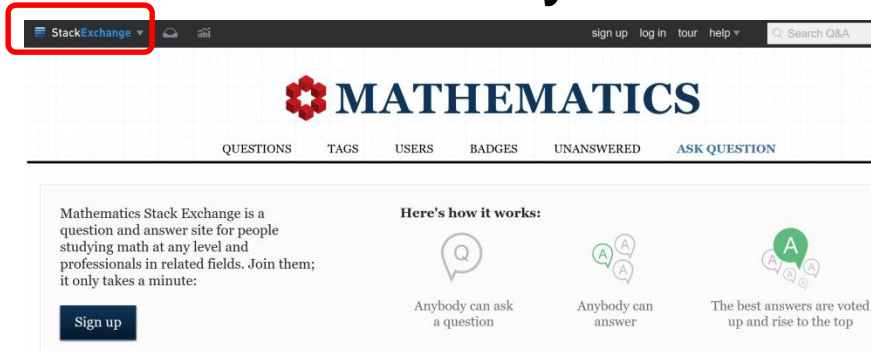 StackExchange sign up log in tour help Search Q&A
MATHEMATICS
QUESTIONS TAGS USERS BADGES UNANSWERED ASK QUESTION
Mathematics Stack Exchange is a
question and answer site for people
studying math at any level and
professionals in related fields. Join them;
it only takes a minute:
Sign up
Here's how it works:
Q
Anybody can ask
a question
A
A
A
Anybody can
answer
A
A
A
A
A
The best answers are voted
up and rise to the top